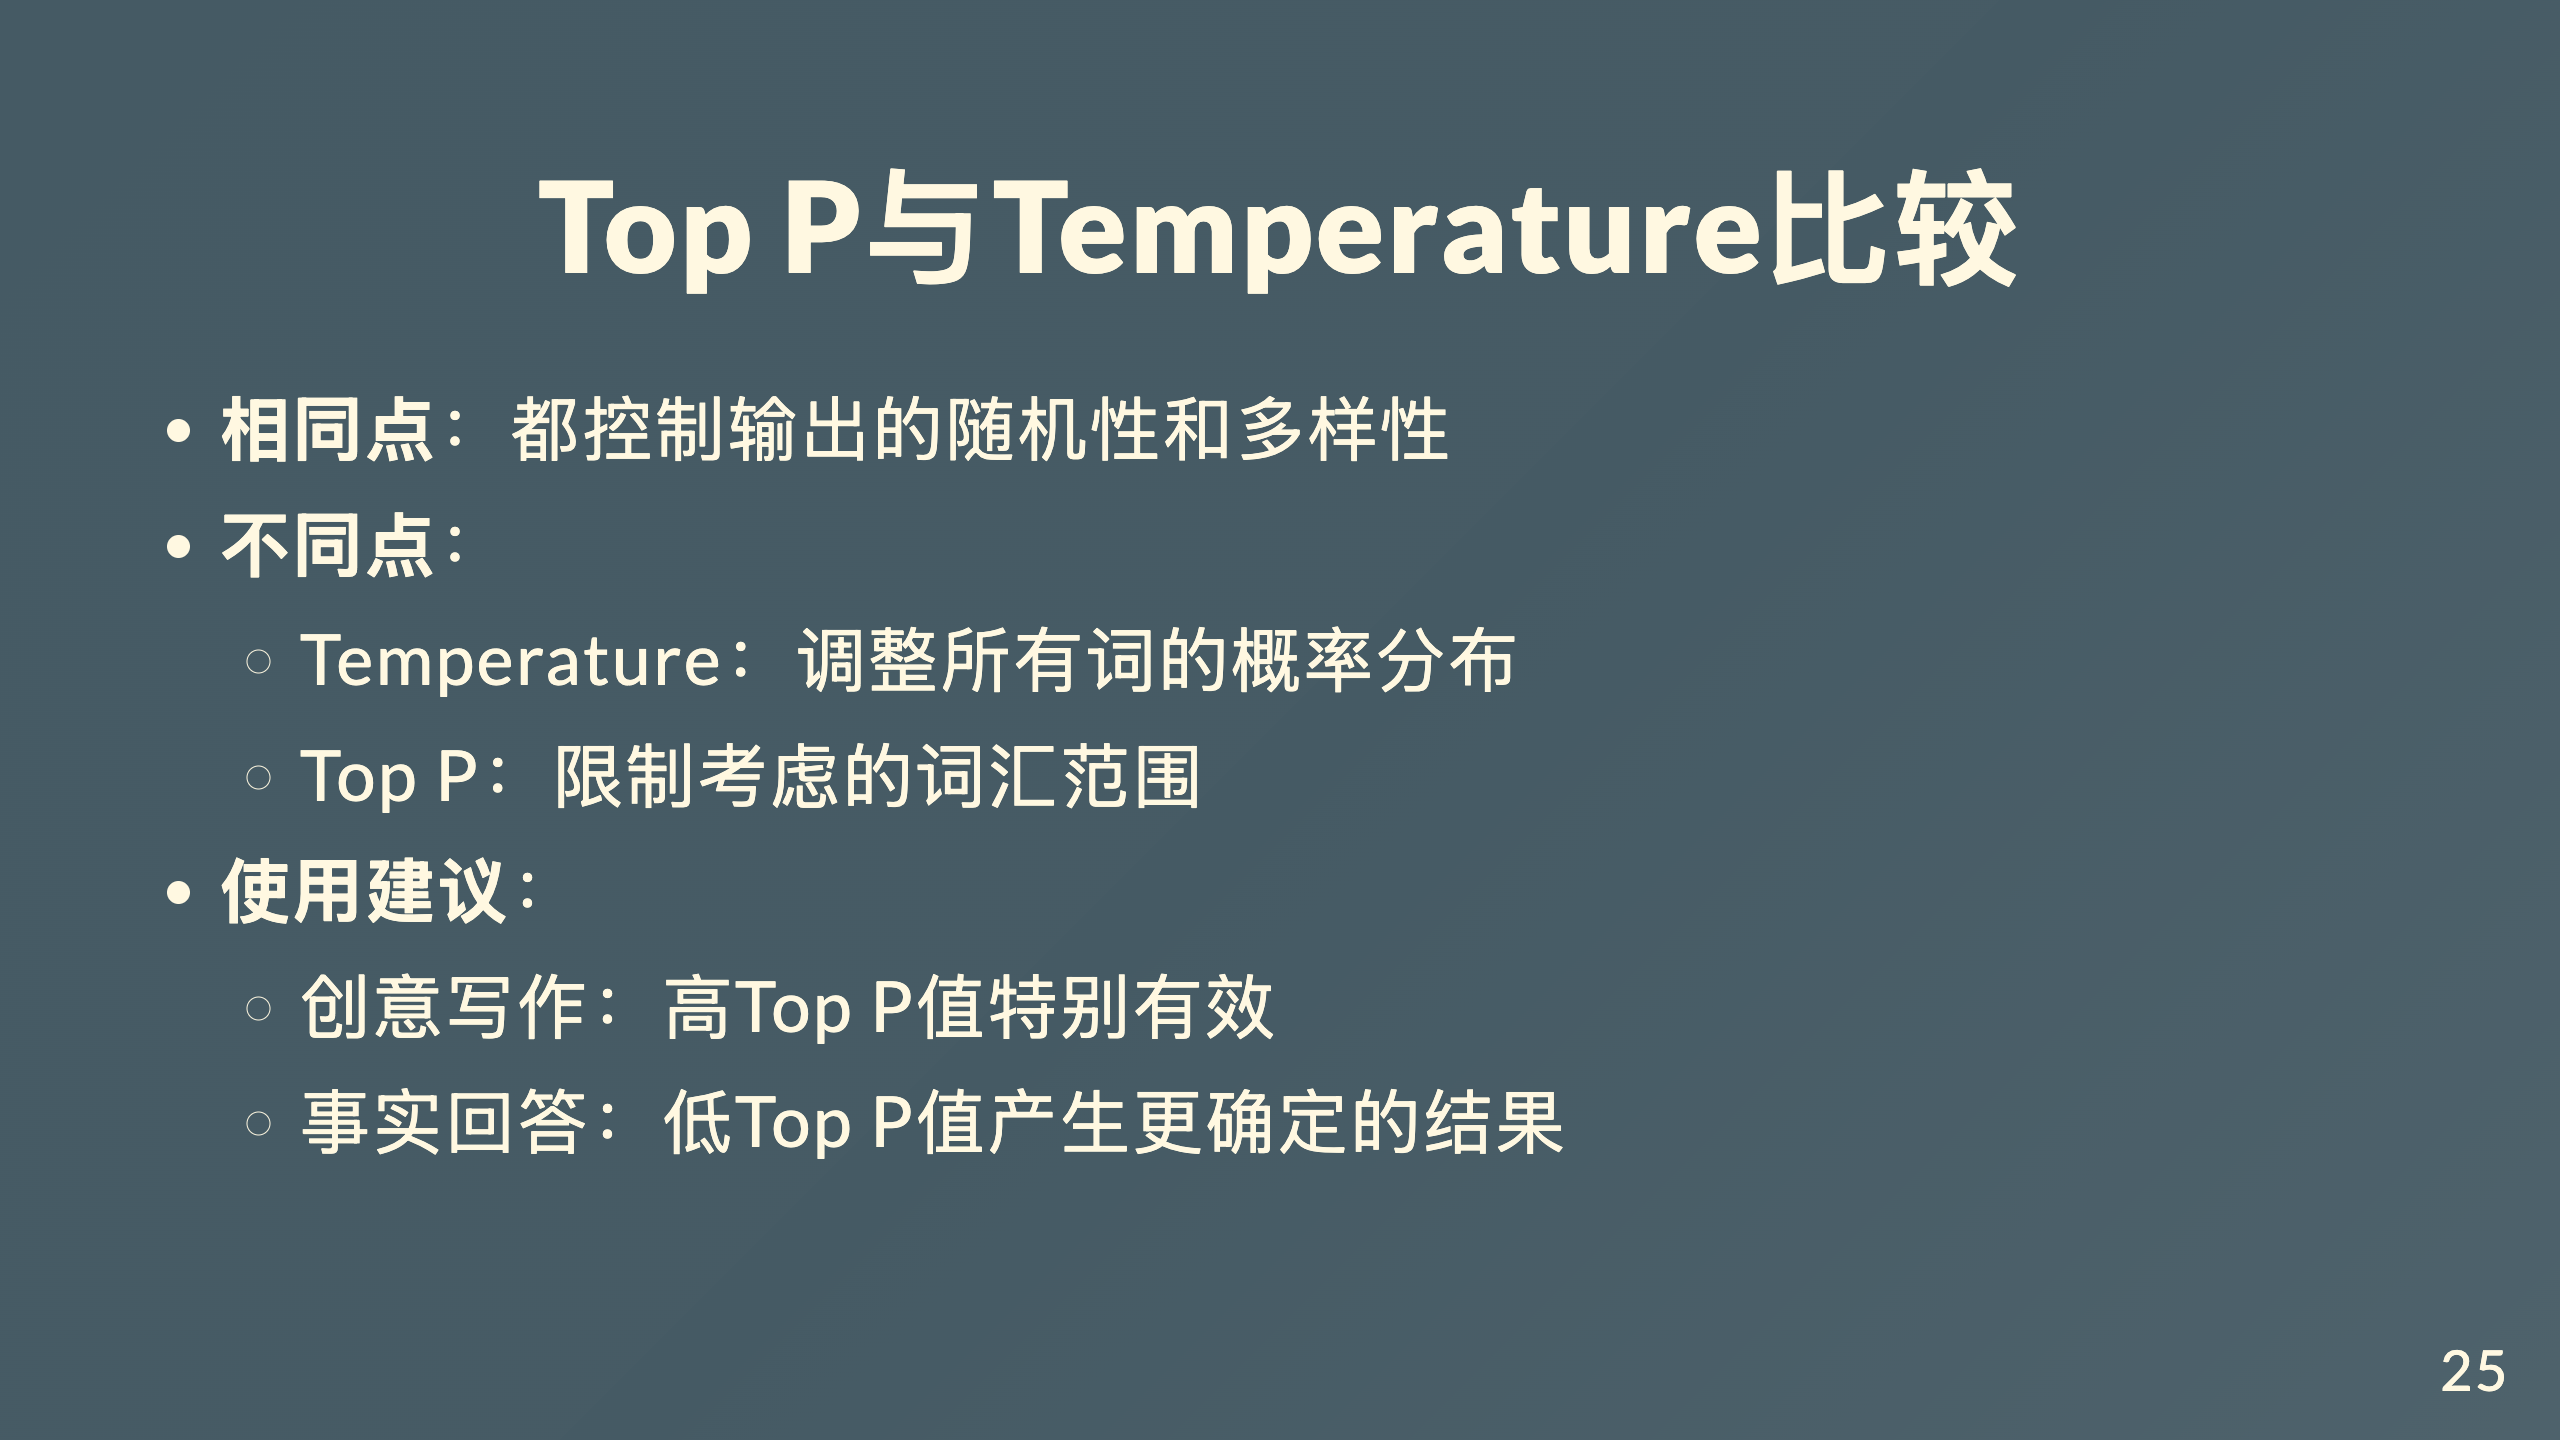 Top P与Temperature比较
相同点：都控制输出的随机性和多样性
不同点：
Temperature：调整所有词的概率分布
Top P：限制考虑的词汇范围
使用建议：
创意写作：高Top P值特别有效
事实回答：低Top P值产生更确定的结果
25